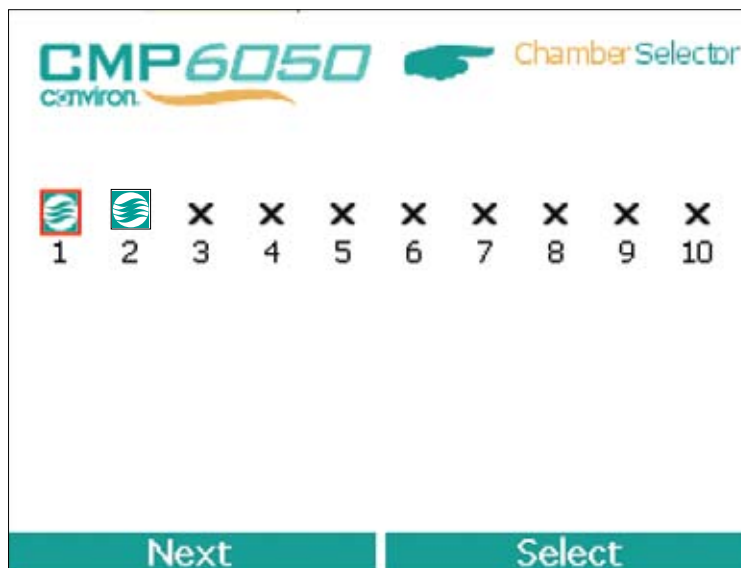 CMP6050
Chamber Selector
conviron.
X X X X X X X X
1 2 3 4 5 6 7 8 9 10
Next Select